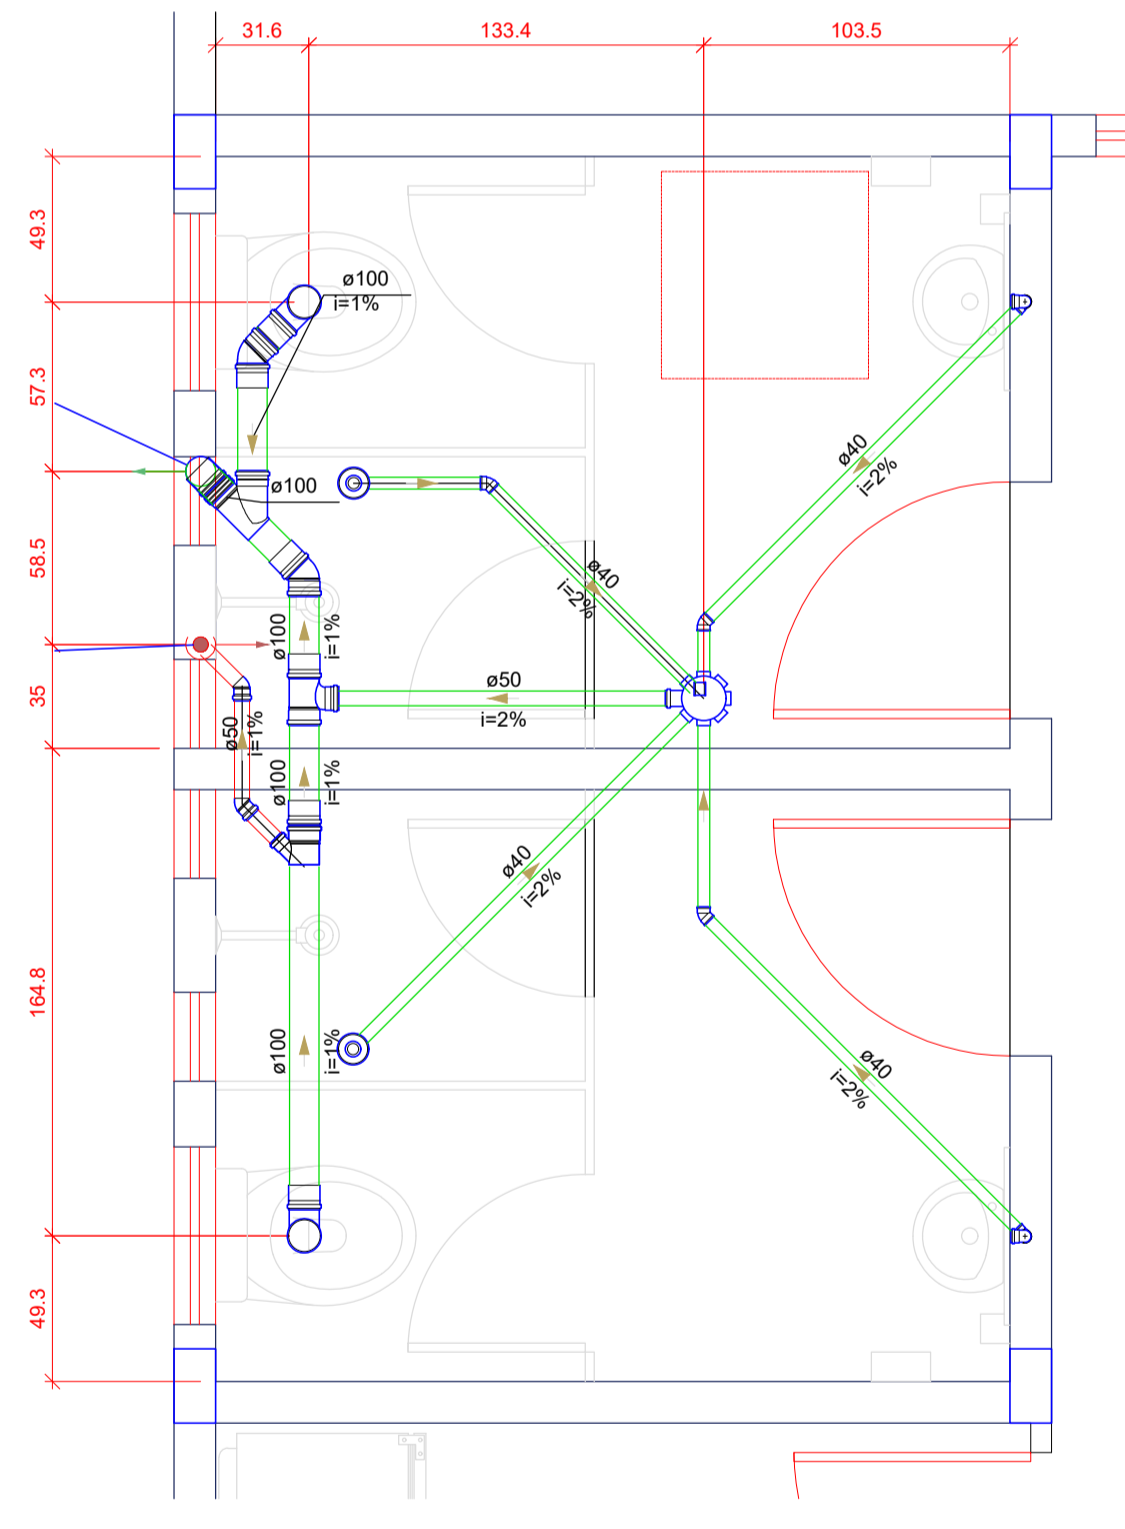 31.6
133.4
103.5
49.3
57.3
58.5
35
164.8
49.3
ø100
i=1%
ø100
ø40
i=2%
ø40
i=2%
ø100
i=1%
ø50
i=2%
ø50
i=1%
ø100
i=1%
ø40
i=2%
ø100
i=1%
ø40
i=2%